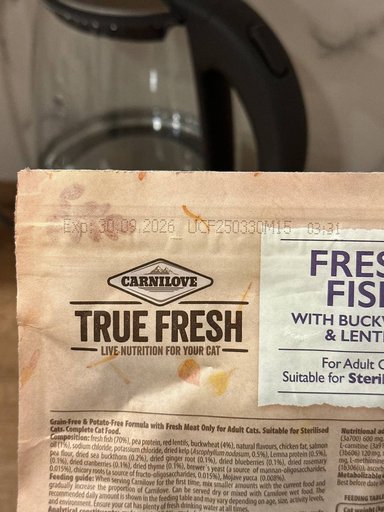 Exp: 30.09.2026 UCF250330M15 03:31
CARNILOVE
TRUE FRESH
LIVE NUTRITION FOR YOUR CAT
FRES
FIS
WITH BUCKW
& LENTI
For Adult C
Suitable for Steril
Grain-Free & Potato-Free Formula with Fresh Meat Only for Adult Cats. Suitable for Sterilised
Cats. Complete Cat Food.
Composition: fresh fish (70%), pea protein, red lentils, buckwheat (4%), natural flavours, chicken fat, salmon
oil (1%), sodium chloride, potassium chloride, dried kelp (Ascophyllum nodosum, 0.5%), Lemna protein (0.5%),
pea flour, dried sea buckthorn (0.2%), dried ginger root (0.1%), dried blueberries (0.1%), dried rosemary
(0.1%), dried cranberries (0.1%), dried thyme (0.1%), brewer's yeast (a source of mannan-oligosaccharides,
0.015%), chicory roots (a source of fructo-oligosaccharides, 0.01%), Mojave yucca (0.008%).
Feeding guide: When serving Carnilove for the first time, mix smaller amounts with the current food and
gradually increase the proportion of Carnilove. Can be served dry or mixed with Carnilove wet food. The
recommended daily amount is shown in the feeding table and may vary depending on age, size, activity levels,
and environment. Ensure your cat has plenty of fresh drinking water at all times.
Nutritional ad
(3a700) 600 mg,
L-carnitine (3a9
(3b606) 120 mg,
mg, L-meth
(1b306(i)), ascorb
Metabolizable
Best before date
FEEDING TABLE